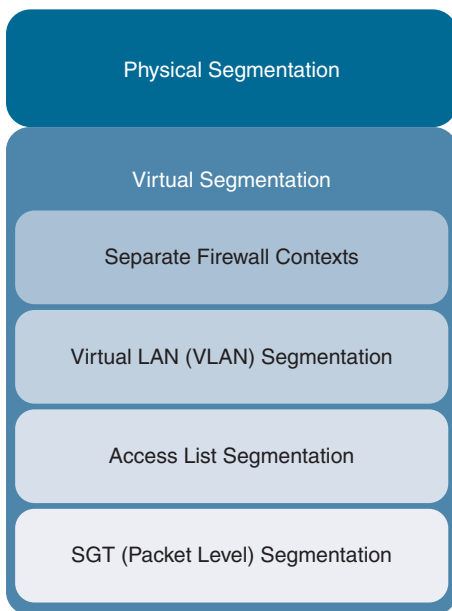 Physical Segmentation
Virtual Segmentation
Separate Firewall Contexts
Virtual LAN (VLAN) Segmentation
Access List Segmentation
SGT (Packet Level) Segmentation